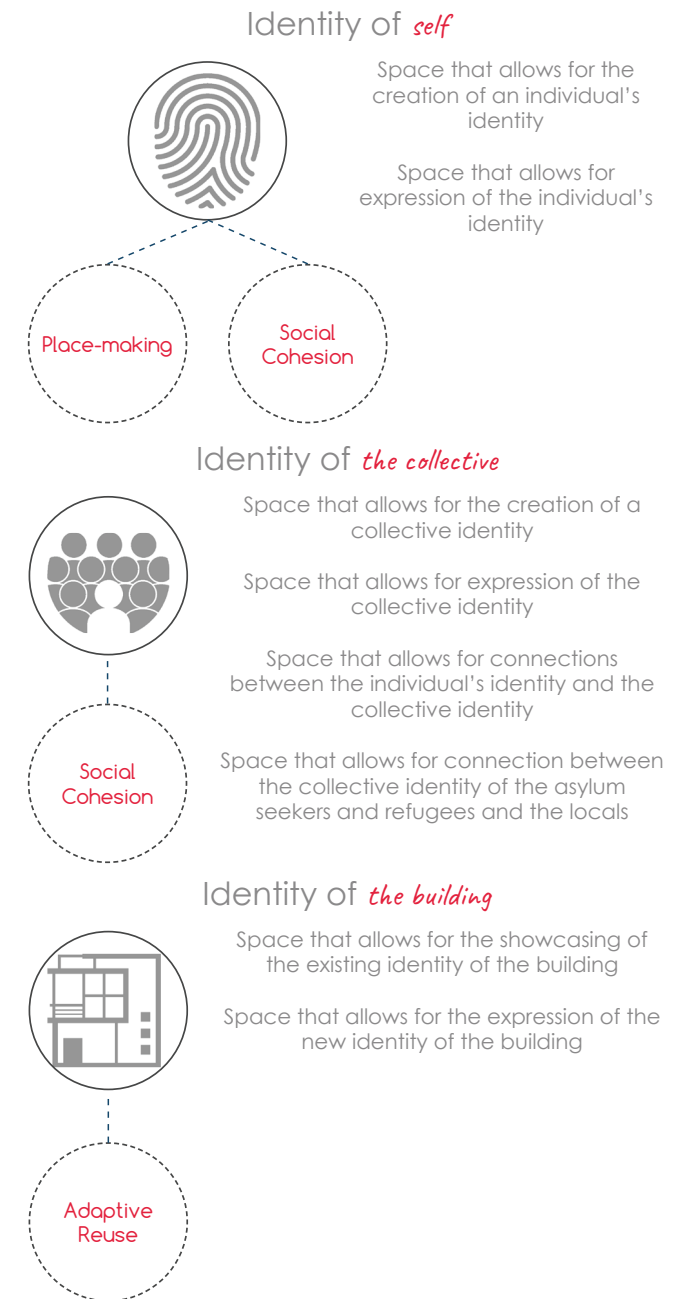 Identity of self
Space that allows for the
creation of an individual’s
identity
Space that allows for
expression of the individual’s
identity
Place-making
Social
Cohesion
Identity of the collective
Space that allows for the creation of a
collective identity
Space that allows for expression of the
collective identity
Space that allows for connections
between the individual’s identity and the
collective identity
Space that allows for connection between
the collective identity of the asylum
seekers and refugees and the locals
Social
Cohesion
Identity of the building
Space that allows for the showcasing of
the existing identity of the building
Space that allows for the expression of the
new identity of the building
Adaptive
Reuse